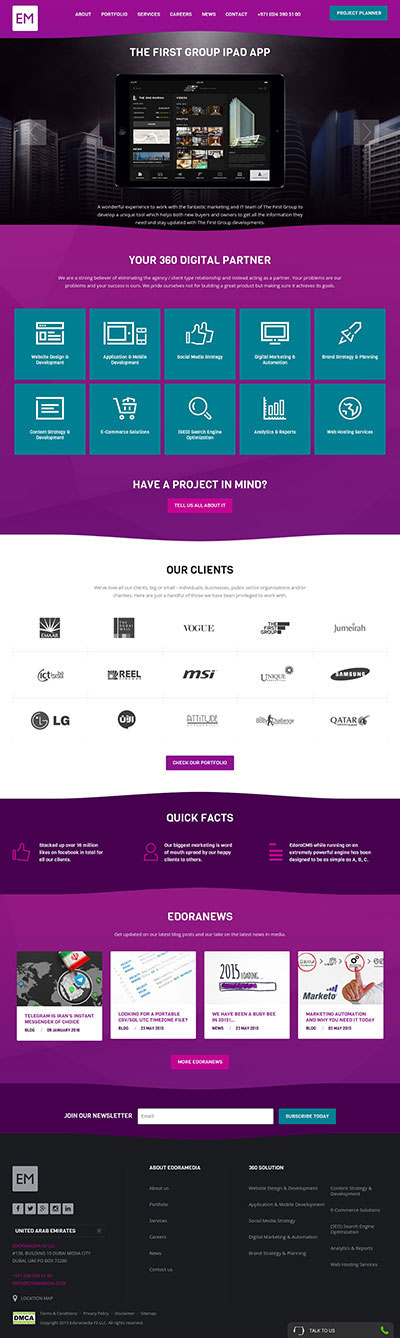 EM
ABOUT PORTFOLIO SERVICES CAREERS NEWS CONTACT +971 (0)4 390 51 00 PROJECT PLANNER
THE FIRST GROUP IPAD APP
A wonderful experience to work with the fantastic marketing and IT team of The First Group to
develop a unique tool which helps both new buyers and owners to get all the information they
need and stay updated with The First Group developments.
YOUR 360 DIGITAL PARTNER
We are a strong believer of eliminating the agency / client type relationship and instead acting as a partner. Your problems are our
problems and your success is ours. We pride ourselves not for building a great product but making sure it achieves its goals.
Website Design &
Development
Application & Mobile
Development
Social Media Strategy
Digital Marketing &
Automation
Brand Strategy & Planning
Content Strategy &
Development
E-Commerce Solutions
(SEO) Search Engine
Optimization
Analytics & Reports
Web Hosting Services
HAVE A PROJECT IN MIND?
TELL US ALL ABOUT IT
OUR CLIENTS
We've love all our clients, big or small - individuals, businesses, public sector organisations and/or
charities. Here are just a handful of those we have been privileged to work with.
EMAAR
THE DUBAI MALL
VOGUE
THE FIRST GROUP
Jumeirah
ict
REEL
msi
UNIQUE
SAMSUNG
LG
ATTITUDE
Body Challenge
QATAR
CHECK OUR PORTFOLIO
QUICK FACTS
Stacked up over 16 million
likes on facebook in total for
all our clients.
Our biggest marketing is word
of mouth spread by our happy
clients to others.
EdoraCMS while running on an
extremely powerful engine has been
designed to be as simple as A, B, C.
EDORANEWS
Get updated on our latest blog posts and our take on the latest news in media.
2015
LOADING...
Marketo
TELEGRAM IS IRAN'S INSTANT
MESSENGER OF CHOICE
BLOG / 09 JANUARY 2016
LOOKING FOR A PORTABLE
CSV/SQL UTC TIMEZONE FILE?
BLOG / 23 MAY 2015
WE HAVE BEEN A BUSY BEE
IN 2015!...
NEWS / 23 MAY 2015
MARKETING AUTOMATION
AND WHY YOU NEED IT TODAY
BLOG / 03 MAY 2015
MORE EDORANEWS
JOIN OUR NEWSLETTER Email SUBSCRIBE TODAY
EM
UNITED ARAB EMIRATES
EDORAMEDIA FZ-LLC
#138, BUILDING 10 DUBAI MEDIA CITY
DUBAI, UAE PO BOX 72280
+971 (0)4 390 51 00
INFO@EDORAMEDIA.COM
LOCATION MAP
ABOUT EDORAMEDIA
About us
Portfolio
Services
Careers
News
Contact us
360 SOLUTION
Website Design & Development
Application & Mobile Development
Social Media Strategy
Digital Marketing & Automation
Brand Strategy & Planning
Content Strategy &
Development
E-Commerce Solutions
(SEO) Search Engine
Optimization
Analytics & Reports
Web Hosting Services
DMCA
Terms & Conditions Privacy Policy Disclaimer Sitemap
Copyright 2015 Edoramedia FZ-LLC. All rights reserved.
TALK TO US